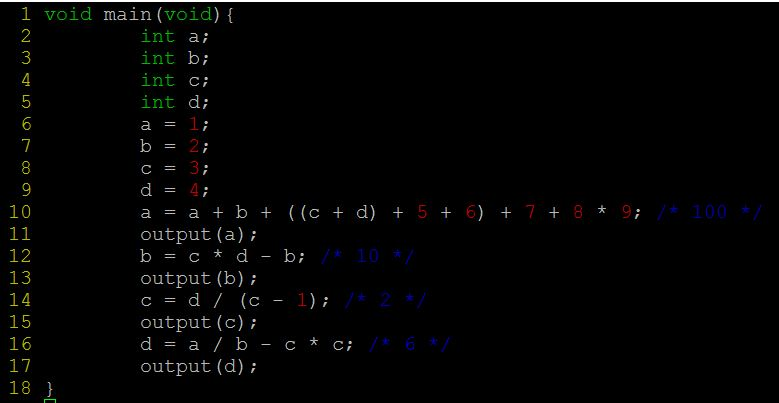 1 void main(void){
2         int a;
3         int b;
4         int c;
5         int d;
6         a = 1;
7         b = 2;
8         c = 3;
9         d = 4;
10         a = a + b + ((c + d) + 5 + 6) + 7 + 8 * 9; /* 100 */
11         output(a);
12         b = c * d - b; /* 10 */
13         output(b);
14         c = d / (c - 1); /* 2 */
15         output(c);
16         d = a / b - c * c; /* 6 */
17         output(d);
18 }